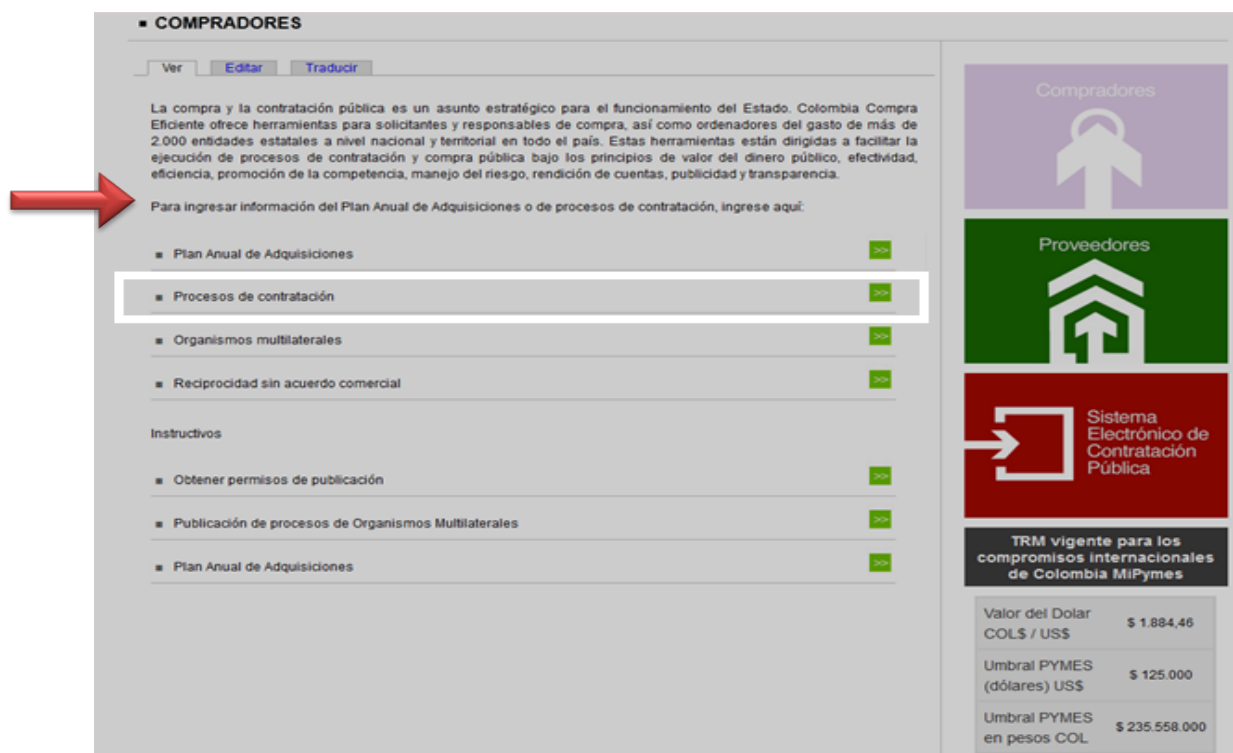 COMPRADORES
Ver Editar Traducir
La compra y la contratación pública es un asunto estratégico para el funcionamiento del Estado. Colombia Compra
Eficiente ofrece herramientas para solicitantes y responsables de compra, así como ordenadores del gasto de más de
2.000 entidades estatales a nivel nacional y territorial en todo el país. Estas herramientas están dirigidas a facilitar la
ejecución de procesos de contratación y compra pública bajo los principios de valor del dinero público, efectividad,
eficiencia, promoción de la competencia, manejo del riesgo, rendición de cuentas, publicidad y transparencia.
Para ingresar información del Plan Anual de Adquisiciones o de procesos de contratación, ingrese aquí:
Plan Anual de Adquisiciones >>
Procesos de contratación >>
Organismos multilaterales >>
Reciprocidad sin acuerdo comercial >>
Instructivos
Obtener permisos de publicación >>
Publicación de procesos de Organismos Multilaterales >>
Plan Anual de Adquisiciones >>
Compradores
Proveedores
Sistema
Electrónico de
Contratación
Pública
TRM vigente para los
compromisos internacionales
de Colombia MiPymes
Valor del Dolar
COL$ / US$ $ 1.884,46
Umbral PYMES
(dólares) US$ $ 125.000
Umbral PYMES
en pesos COL $ 235.558.000